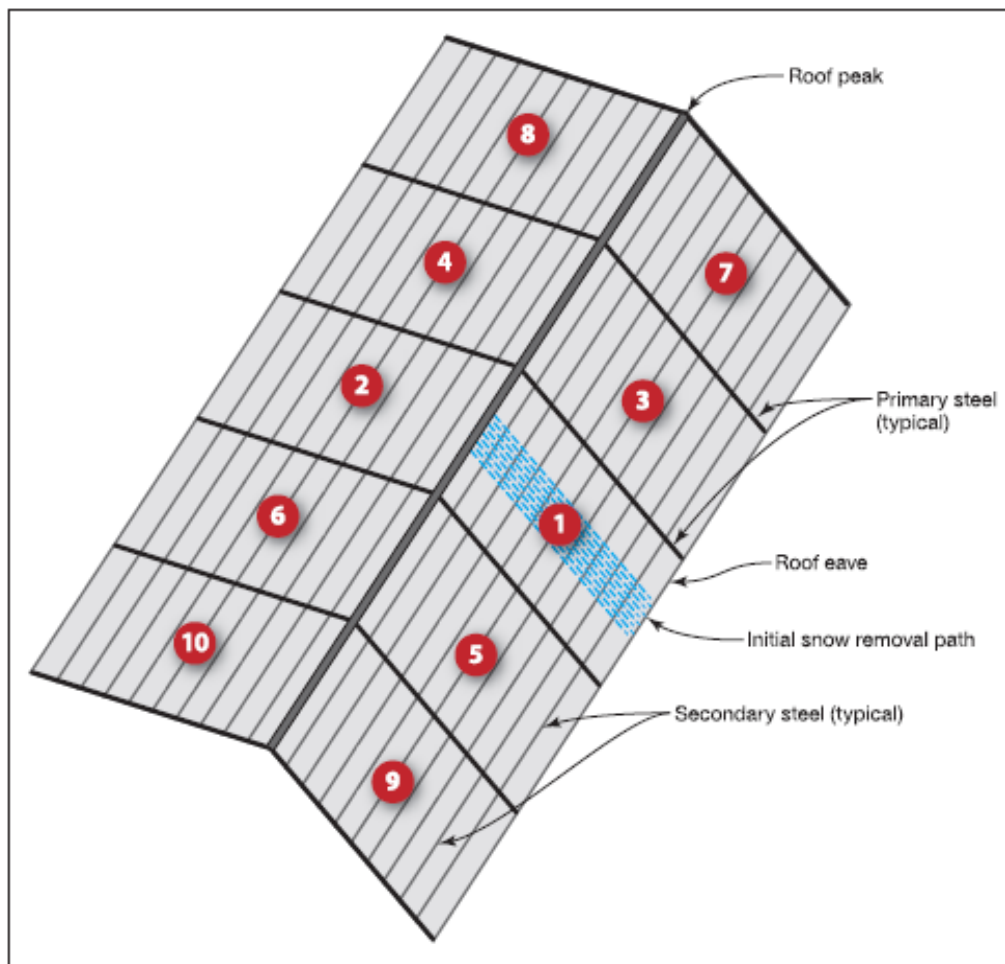 Roof peak
8
4
7
2
3
Primary steel
(typical)
6
1
Roof eave
Initial snow removal path
10
5
Secondary steel (typical)
9